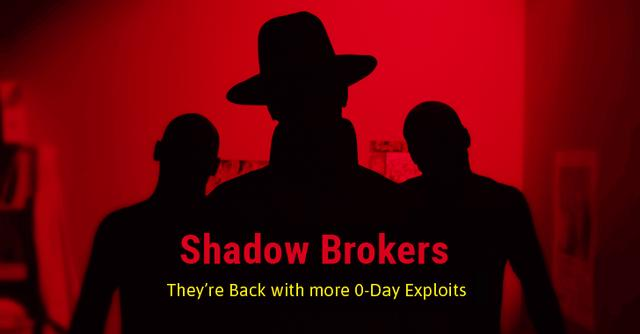 Shadow Brokers
They’re Back with more 0-Day Exploits